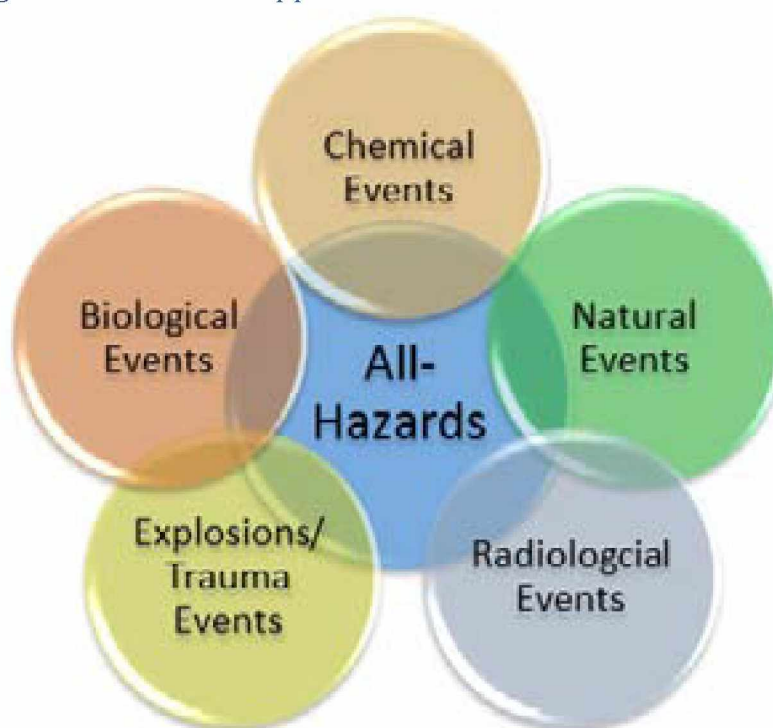 Chemical
Events
Biological
Events
Natural
Events
All-
Hazards
Explosions/
Trauma
Events
Radiologcial
Events